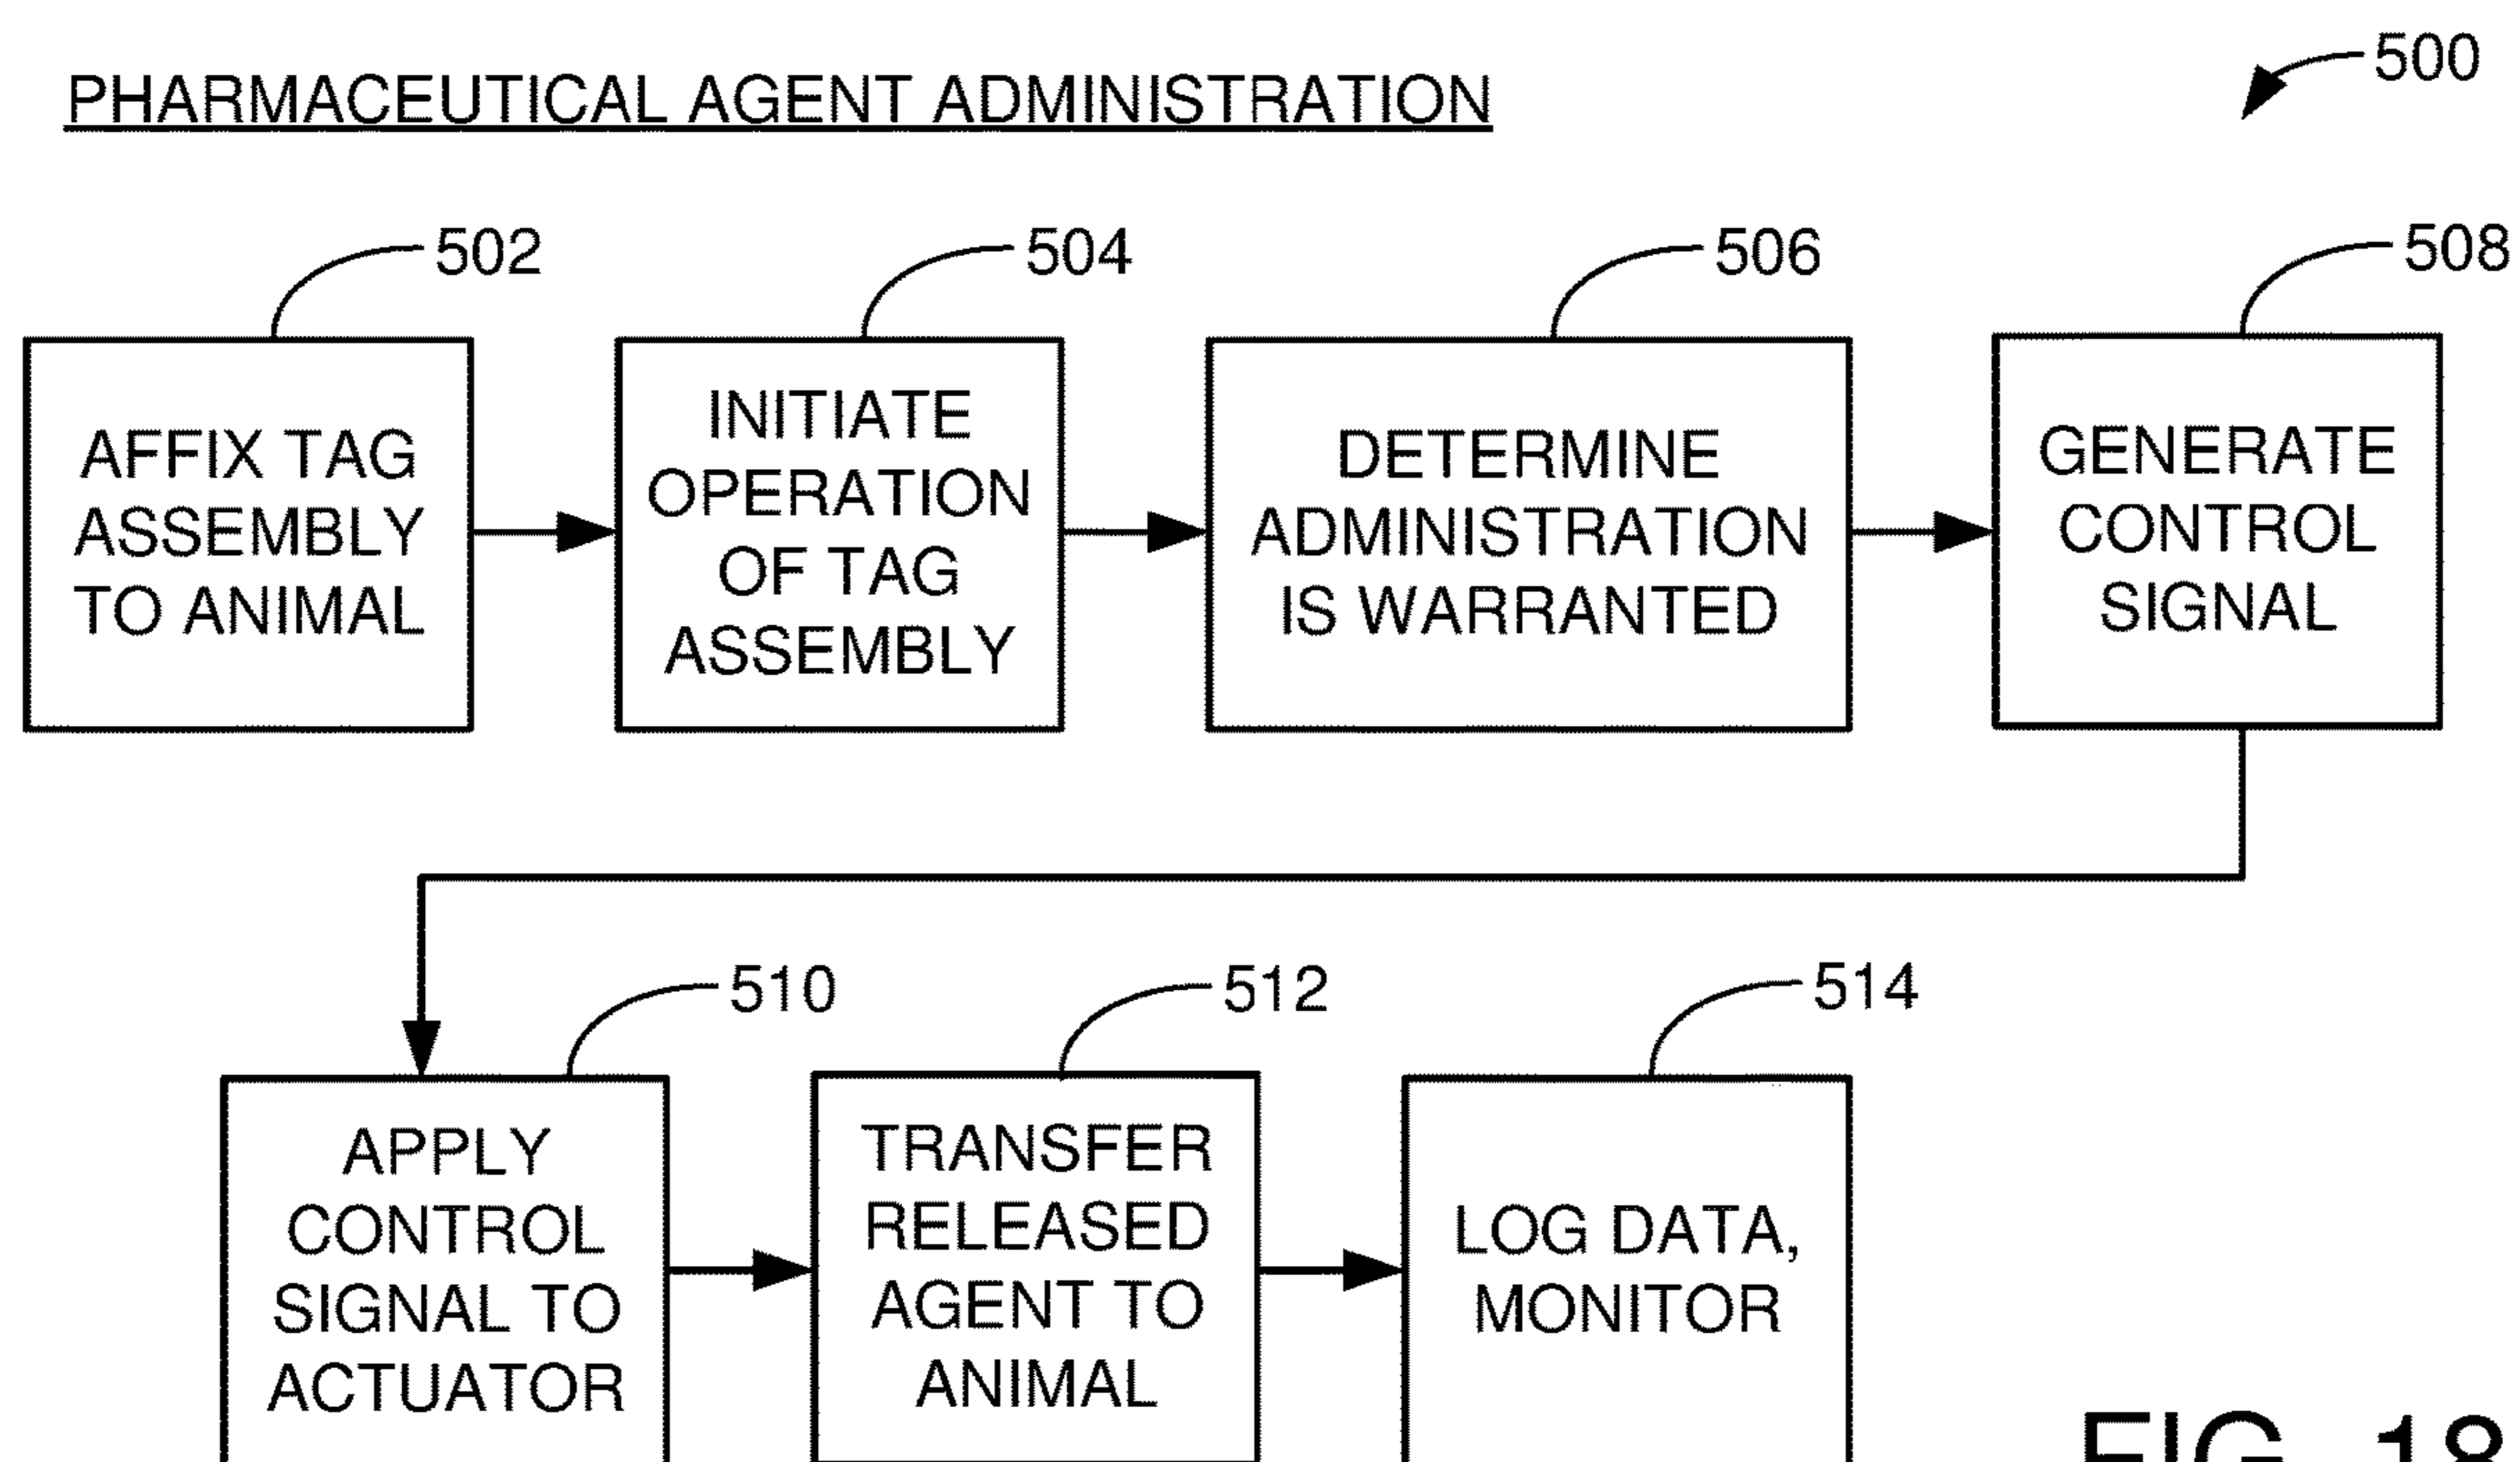 PHARMACEUTICAL AGENT ADMINISTRATION
500
502
504
506
508
AFFIX TAG
ASSEMBLY
TO ANIMAL
INITIATE
OPERATION
OF TAG
ASSEMBLY
DETERMINE
ADMINISTRATION
IS WARRANTED
GENERATE
CONTROL
SIGNAL
510
512
514
APPLY
CONTROL
SIGNAL TO
ACTUATOR
TRANSFER
RELEASED
AGENT TO
ANIMAL
LOG DATA,
MONITOR
FIG. 18